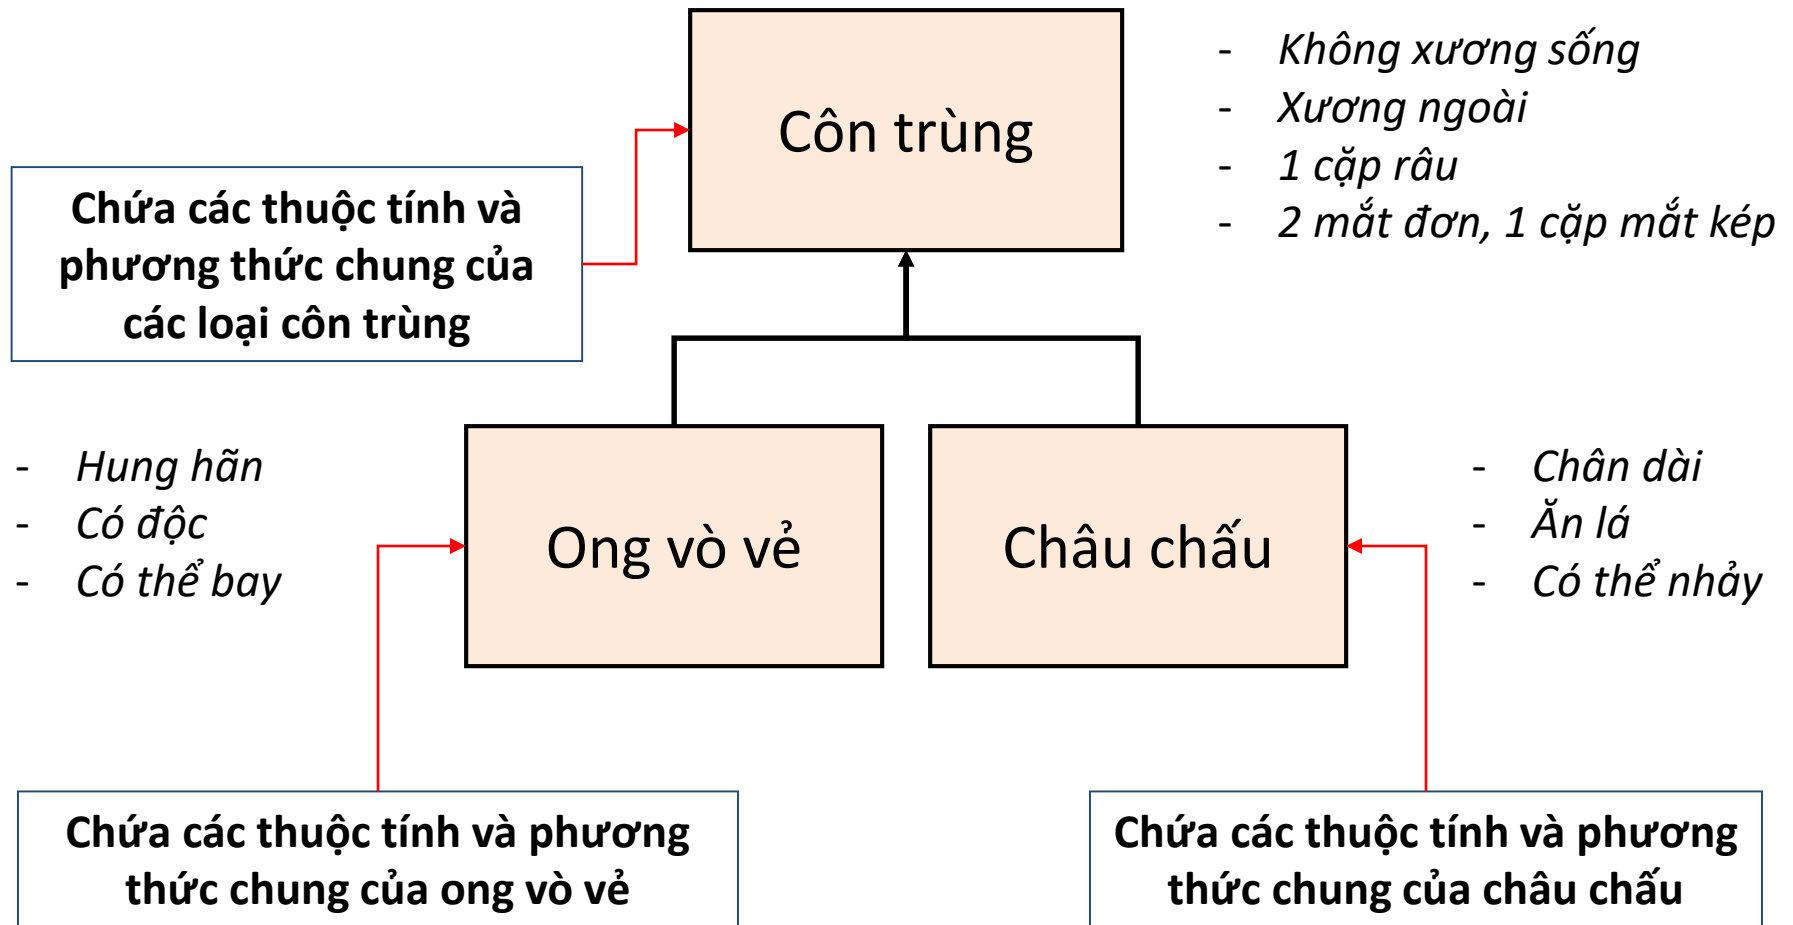 Côn trùng
- Không xương sống
- Xương ngoài
- 1 cặp râu
- 2 mắt đơn, 1 cặp mắt kép
Chứa các thuộc tính và
phương thức chung của
các loại côn trùng
- Hung hãn
- Có độc
- Có thể bay
Ong vò vẻ
Châu chấu
- Chân dài
- Ăn lá
- Có thể nhảy
Chứa các thuộc tính và phương
thức chung của ong vò vẻ
Chứa các thuộc tính và phương
thức chung của châu chấu